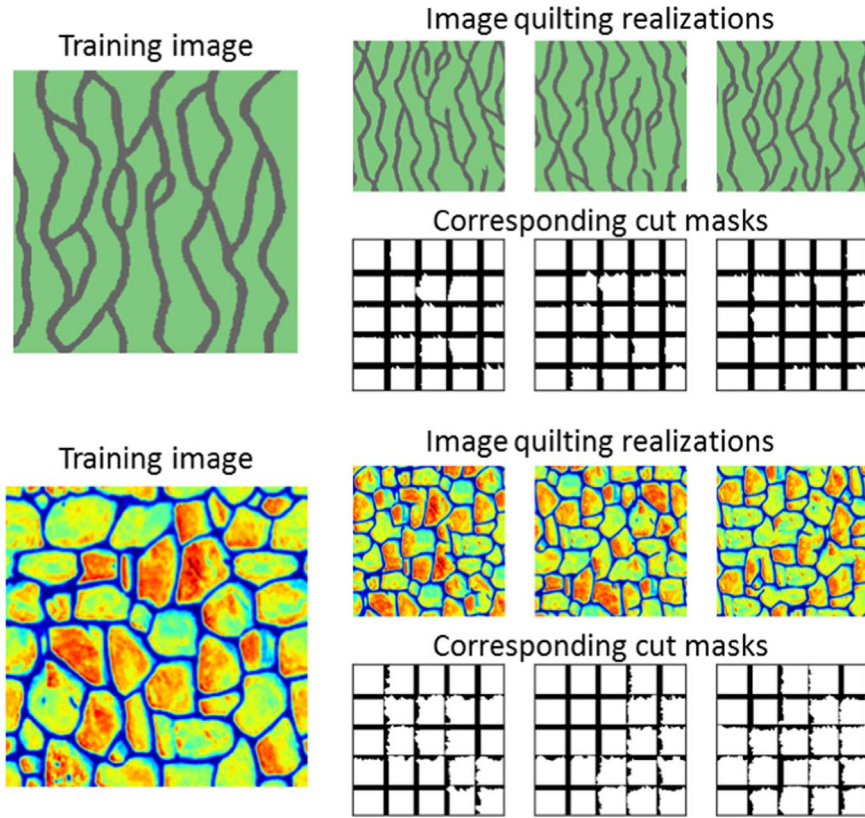 Training image
Image quilting realizations
Corresponding cut masks
Training image
Image quilting realizations
Corresponding cut masks